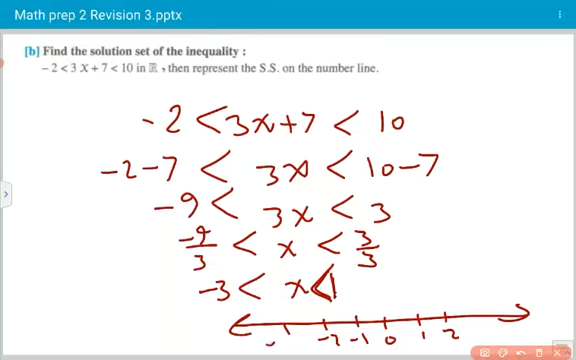 Math prep 2 Revision 3.pptx
[b] Find the solution set of the inequality :
– 2 < 3 X + 7 < 10 in ℝ , then represent the S.S. on the number line.
-2 < 3x+7 < 10
-2-7 < 3x < 10-7
-9 < 3x < 3
-9/3 < x < 3/3
-3 < x < 1
-2 -1 0 1 2